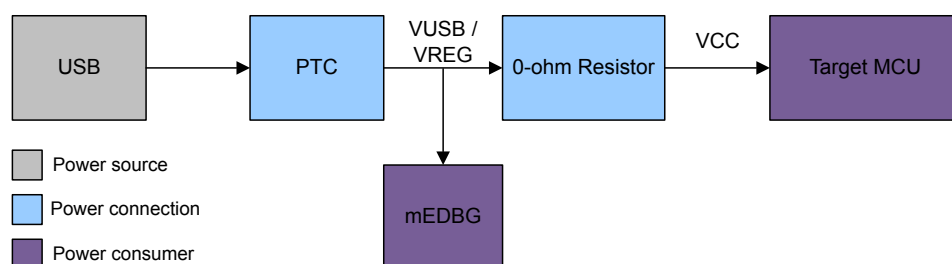 USB
PTC
VUSB /
VREG
0-ohm Resistor
VCC
Target MCU
mEDBG
Power source
Power connection
Power consumer